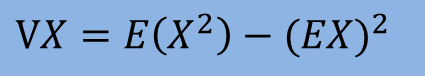 VX = E(X²) − (EX)²